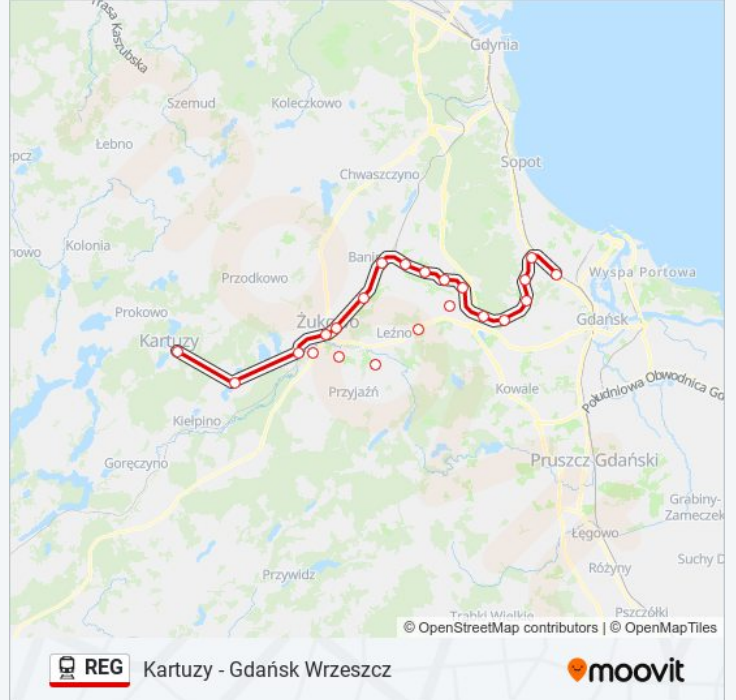 Trasa Kaszubska
Gdynia
Szemud
Koleczkowo
Łebno
epcz
Sopot
Chwaszczyno
nowo
Kolonia
Banin
Przodkowo
Wyspa Portowa
Prokowo
Żukowo
Gdańsk
Kartuzy
Leźno
Przyjaźń
Kowale
Południowa Obwodnica Gd
Kiełpino
Goręczyno
Pruszcz Gdański
Grabiny-
Zameczek
Łęgowo
Suchy D
Przywidz
Różyny
Trąbki Wielkie
Pszczółki
© OpenStreetMap contributors | © OpenMapTiles
REG
Kartuzy - Gdańsk Wrzeszcz
moovit